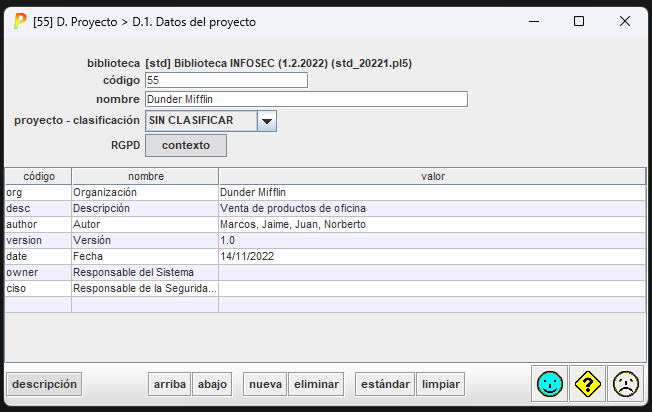 [55] D. Proyecto > D.1. Datos del proyecto
biblioteca [std] Biblioteca INFOSEC (1.2.2022) (std_20221.pl5)
código 55
nombre Dunder Mifflin
proyecto - clasificación SIN CLASIFICAR
RGPD contexto
código nombre valor
org Organización Dunder Mifflin
desc Descripción Venta de productos de oficina
author Autor Marcos, Jaime, Juan, Norberto
version Versión 1.0
date Fecha 14/11/2022
owner Responsable del Sistema
ciso Responsable de la Segurida...
descripción arriba abajo nueva eliminar estándar limpiar ?